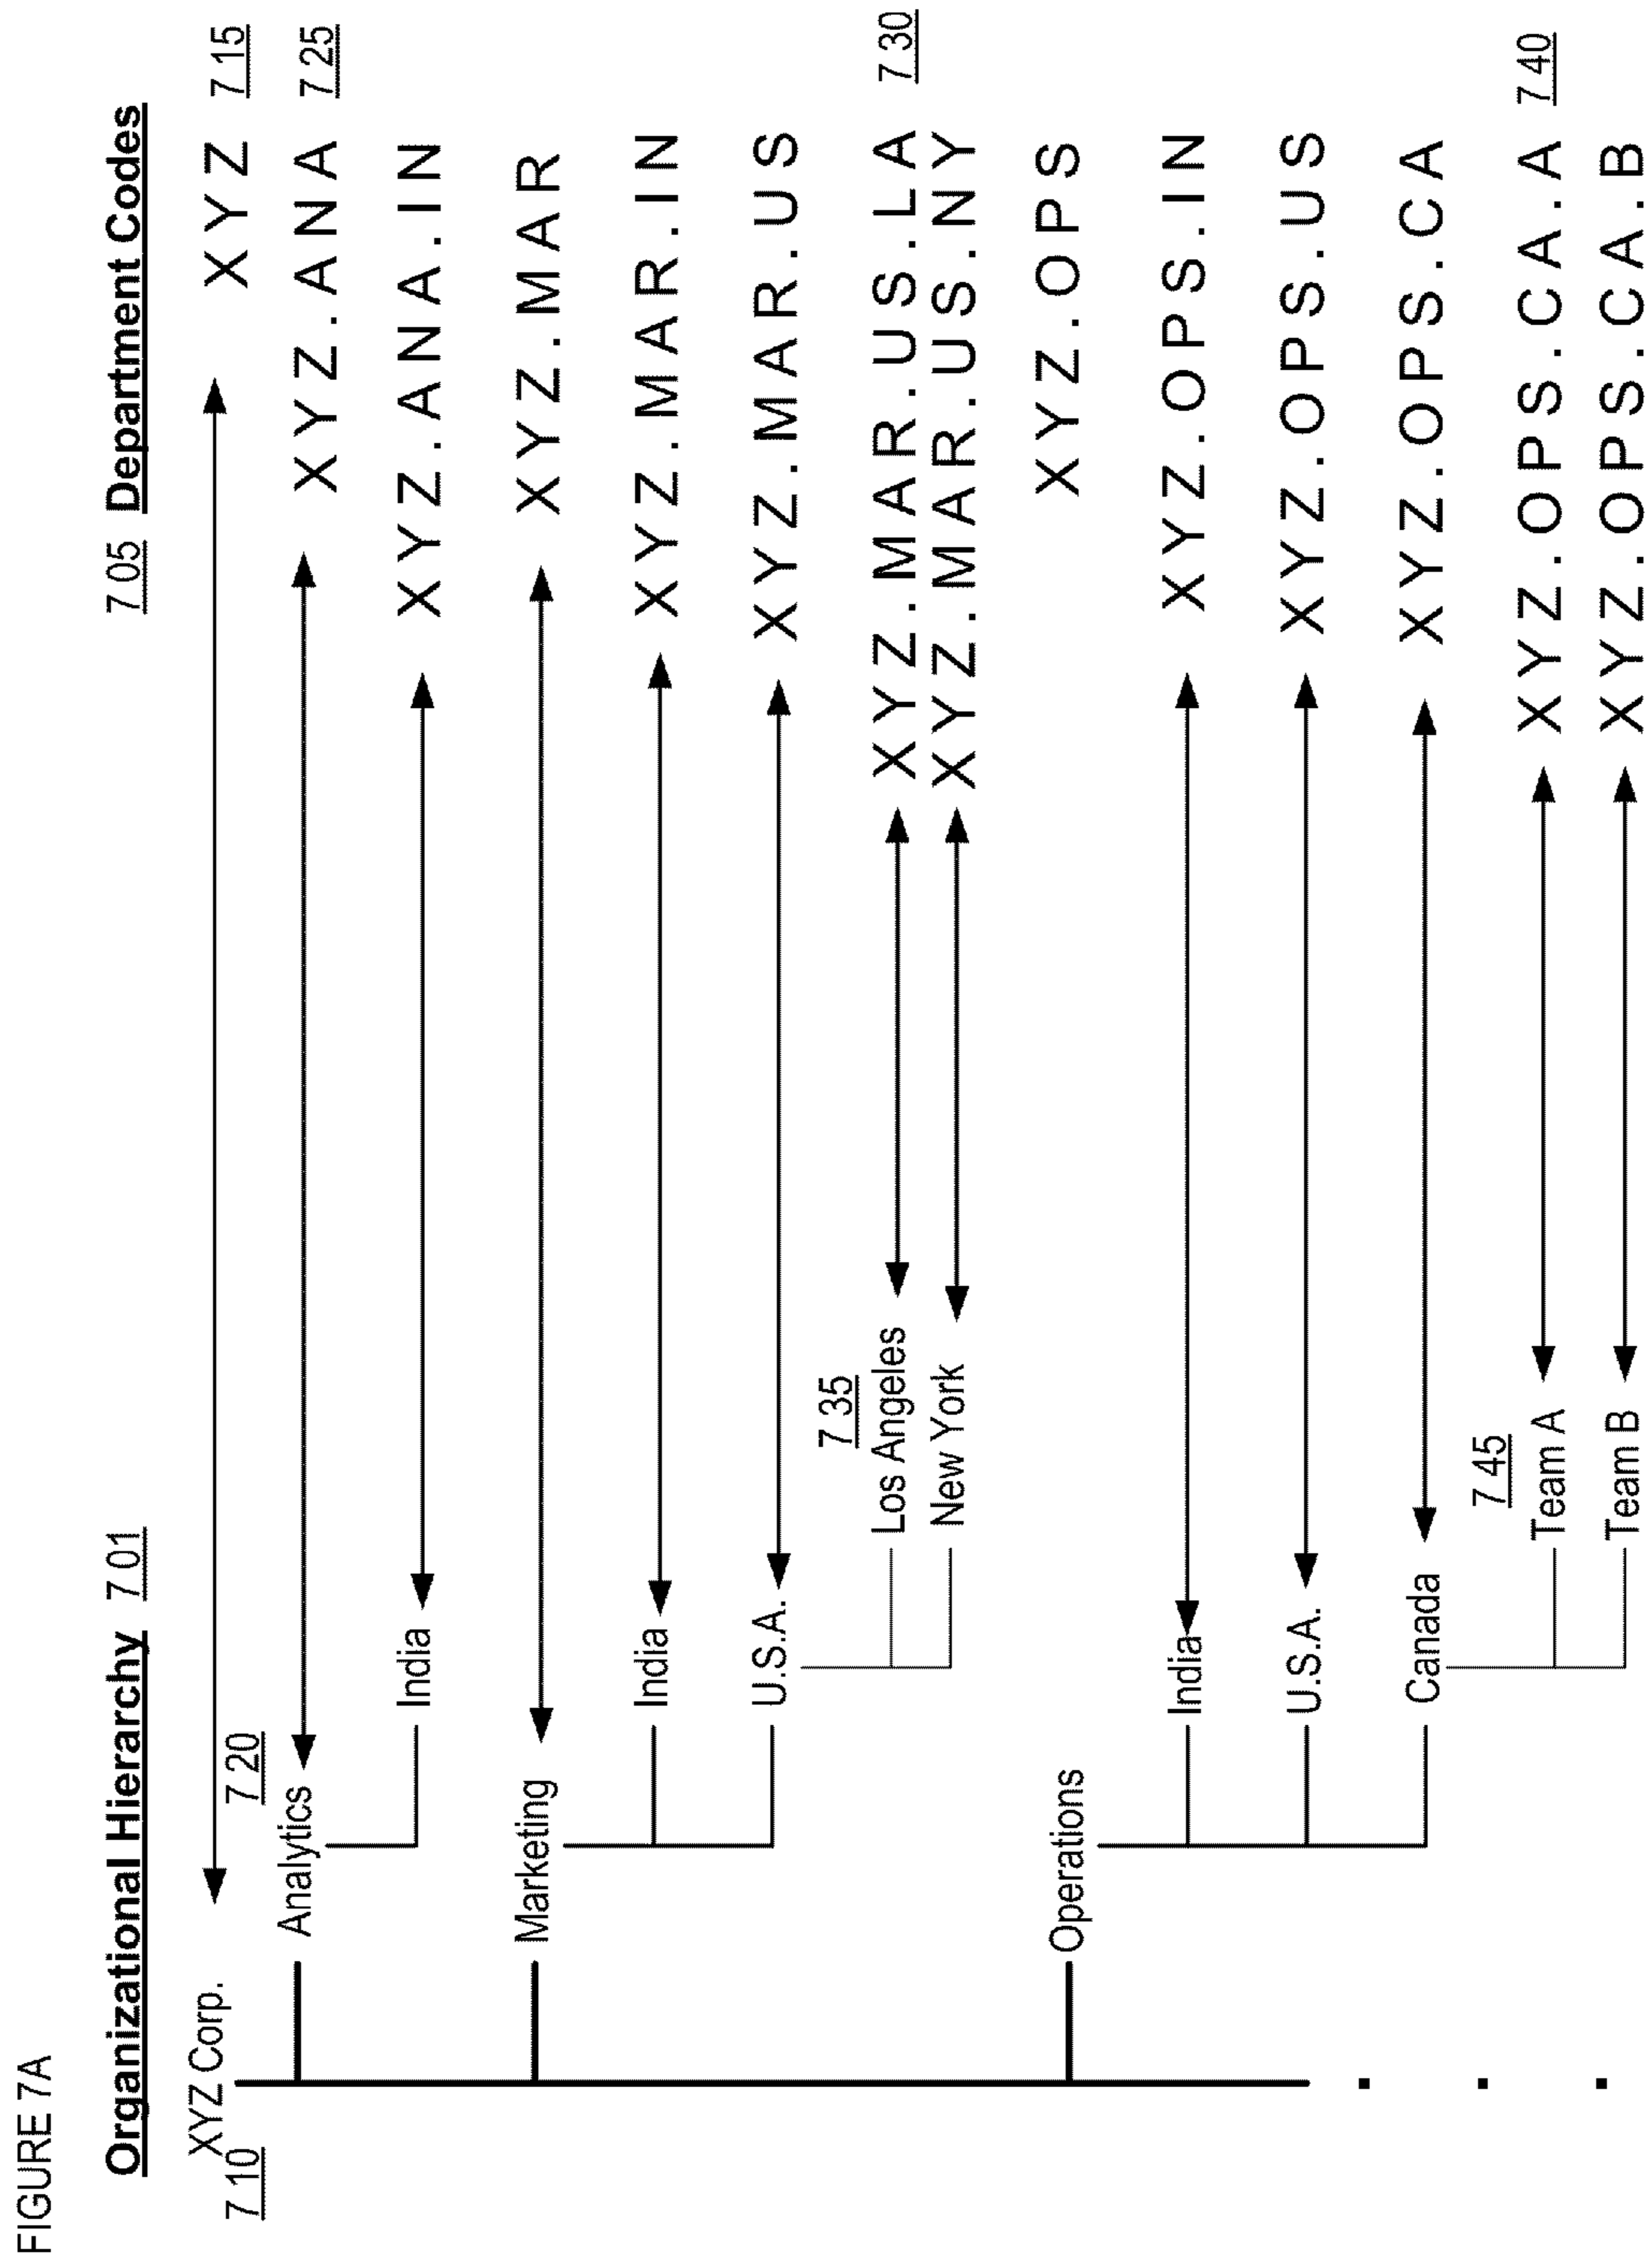 FIGURE 7A
Organizational Hierarchy 7 01 7 05 Department Codes
XYZ Corp. XYZ 7 15
7 10 7 20
Analytics XYZ.ANA 7 25
India XYZ.ANA.IN
Marketing XYZ.MAR
India XYZ.MAR.IN
U.S.A. XYZ.MAR.US
7 35
Los Angeles XYZ.MAR.US.LA 7 30
New York XYZ.MAR.US.NY
Operations XYZ.OPS
India XYZ.OPS.IN
U.S.A. XYZ.OPS.US
Canada XYZ.OPS.CA
7 45
Team A XYZ.OPS.CA.A 7 40
Team B XYZ.OPS.CA.B